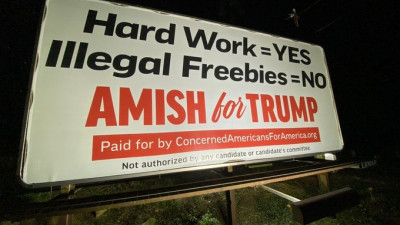 Hard Work = YES
Illegal Freebies = NO
AMISH for TRUMP
Paid for by ConcernedAmericansForAmerica.org
Not authorized by any candidate or candidate's committee.